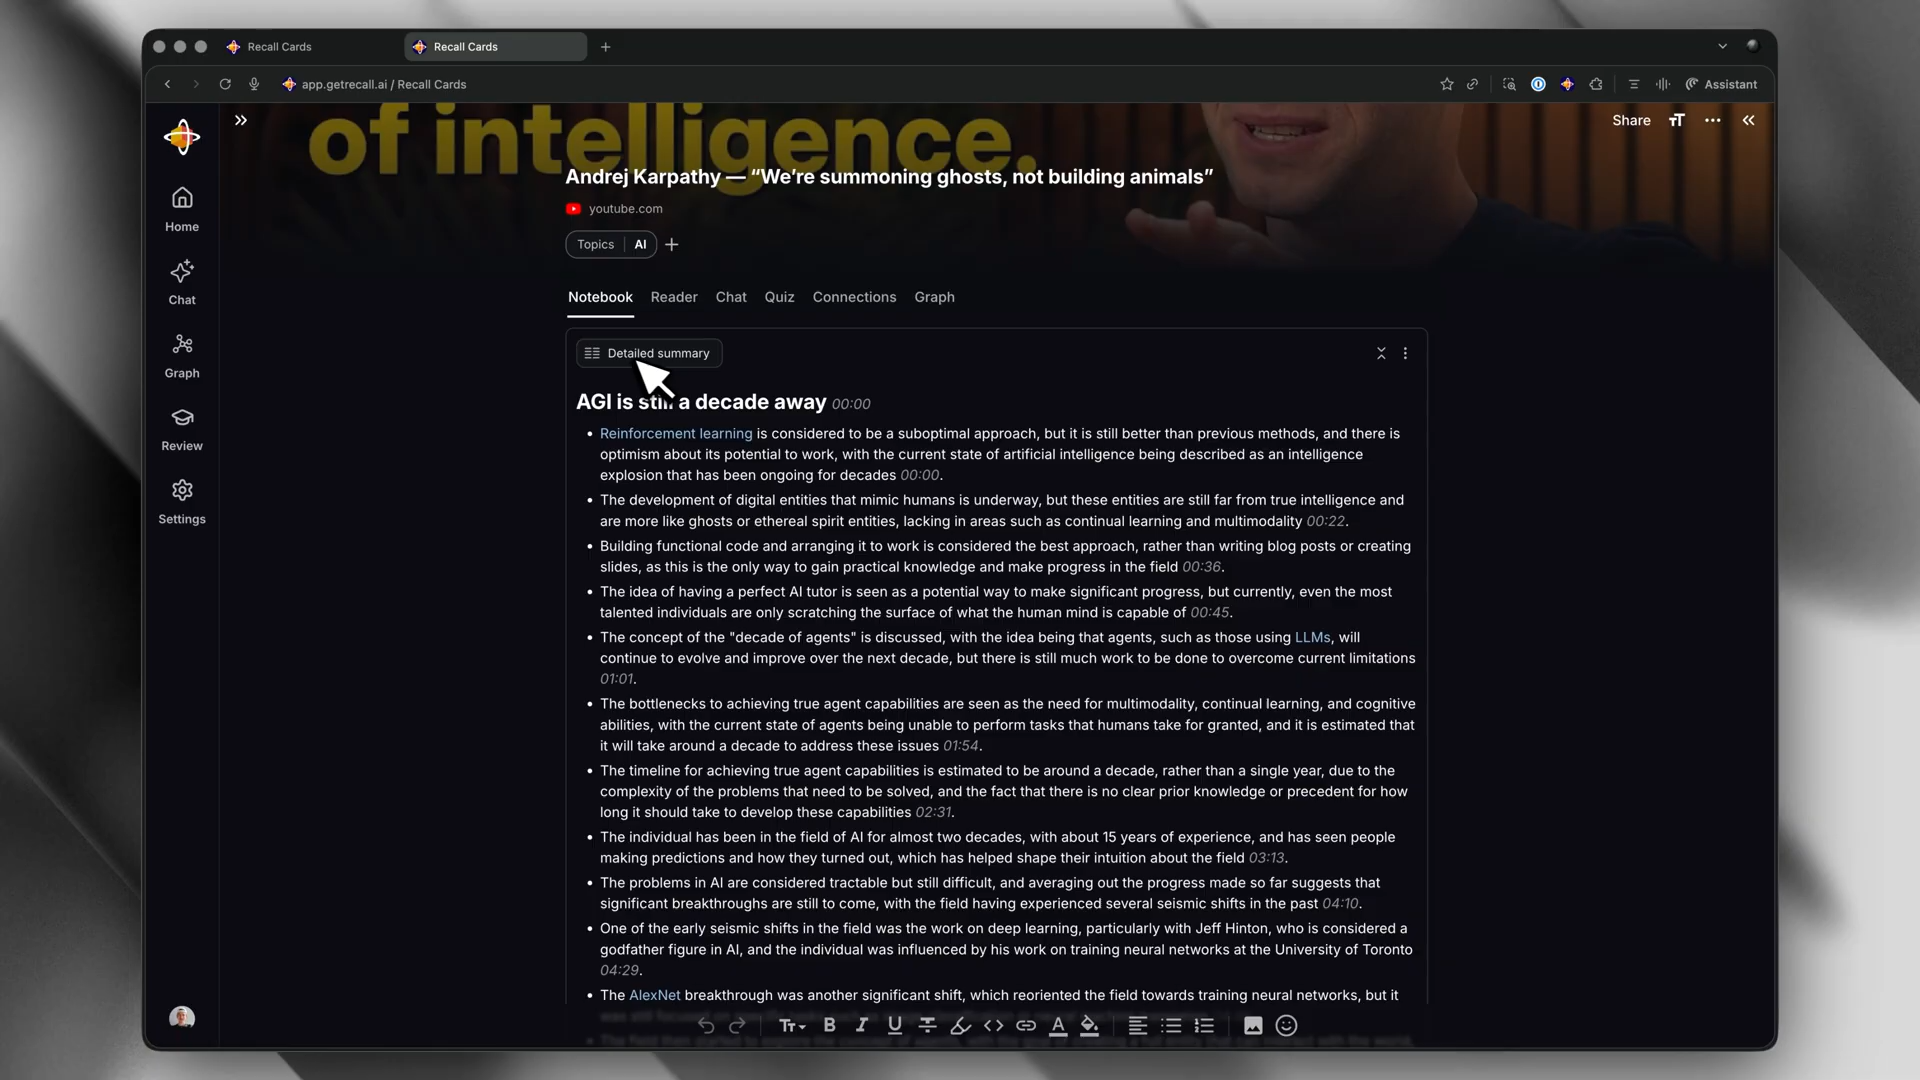 Recall Cards
Recall Cards
app.getrecall.ai / Recall Cards
Assistant
of intelligence.
Share
Andrej Karpathy — “We’re summoning ghosts, not building animals”
youtube.com
Topics AI
Home
Chat
Graph
Review
Settings
Notebook Reader Chat Quiz Connections Graph
Detailed summary
AGI is still a decade away 00:00
• Reinforcement learning is considered to be a suboptimal approach, but it is still better than previous methods, and there is
optimism about its potential to work, with the current state of artificial intelligence being described as an intelligence
explosion that has been ongoing for decades 00:00.
• The development of digital entities that mimic humans is underway, but these entities are still far from true intelligence and
are more like ghosts or ethereal spirit entities, lacking in areas such as continual learning and multimodality 00:22.
• Building functional code and arranging it to work is considered the best approach, rather than writing blog posts or creating
slides, as this is the only way to gain practical knowledge and make progress in the field 00:36.
• The idea of having a perfect AI tutor is seen as a potential way to make significant progress, but currently, even the most
talented individuals are only scratching the surface of what the human mind is capable of 00:45.
• The concept of the "decade of agents" is discussed, with the idea being that agents, such as those using LLMs, will
continue to evolve and improve over the next decade, but there is still much work to be done to overcome current limitations
01:01.
• The bottlenecks to achieving true agent capabilities are seen as the need for multimodality, continual learning, and cognitive
abilities, with the current state of agents being unable to perform tasks that humans take for granted, and it is estimated that
it will take around a decade to address these issues 01:54.
• The timeline for achieving true agent capabilities is estimated to be around a decade, rather than a single year, due to the
complexity of the problems that need to be solved, and the fact that there is no clear prior knowledge or precedent for how
long it should take to develop these capabilities 02:31.
• The individual has been in the field of AI for almost two decades, with about 15 years of experience, and has seen people
making predictions and how they turned out, which has helped shape their intuition about the field 03:13.
• The problems in AI are considered tractable but still difficult, and averaging out the progress made so far suggests that
significant breakthroughs are still to come, with the field having experienced several seismic shifts in the past 04:10.
• One of the early seismic shifts in the field was the work on deep learning, particularly with Jeff Hinton, who is considered a
godfather figure in AI, and the individual was influenced by his work on training neural networks at the University of Toronto
04:29.
• The AlexNet breakthrough was another significant shift, which reoriented the field towards training neural networks, but it